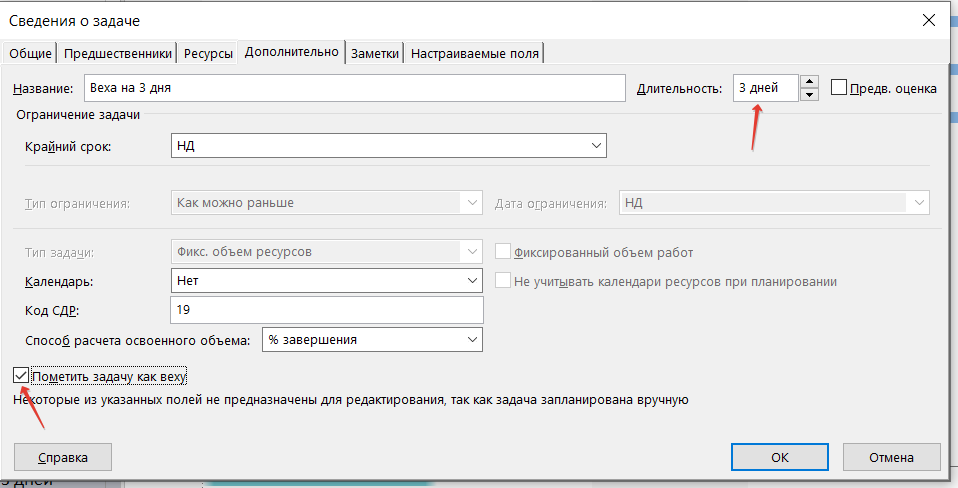 Сведения о задаче
Общие Предшественники Ресурсы Дополнительно Заметки Настраиваемые поля
Название: Веха на 3 дня Длительность: 3 дней Предв. оценка
Ограничение задачи
Крайний срок: НД
Тип ограничения: Как можно раньше Дата ограничения: НД
Тип задачи: Фикс. объем ресурсов Фиксированный объем работ
Календарь: Нет Не учитывать календари ресурсов при планировании
Код СДР: 19
Способ расчета освоенного объема: % завершения
Пометить задачу как веху
Некоторые из указанных полей не предназначены для редактирования, так как задача запланирована вручную
Справка ОК Отмена
3 дней